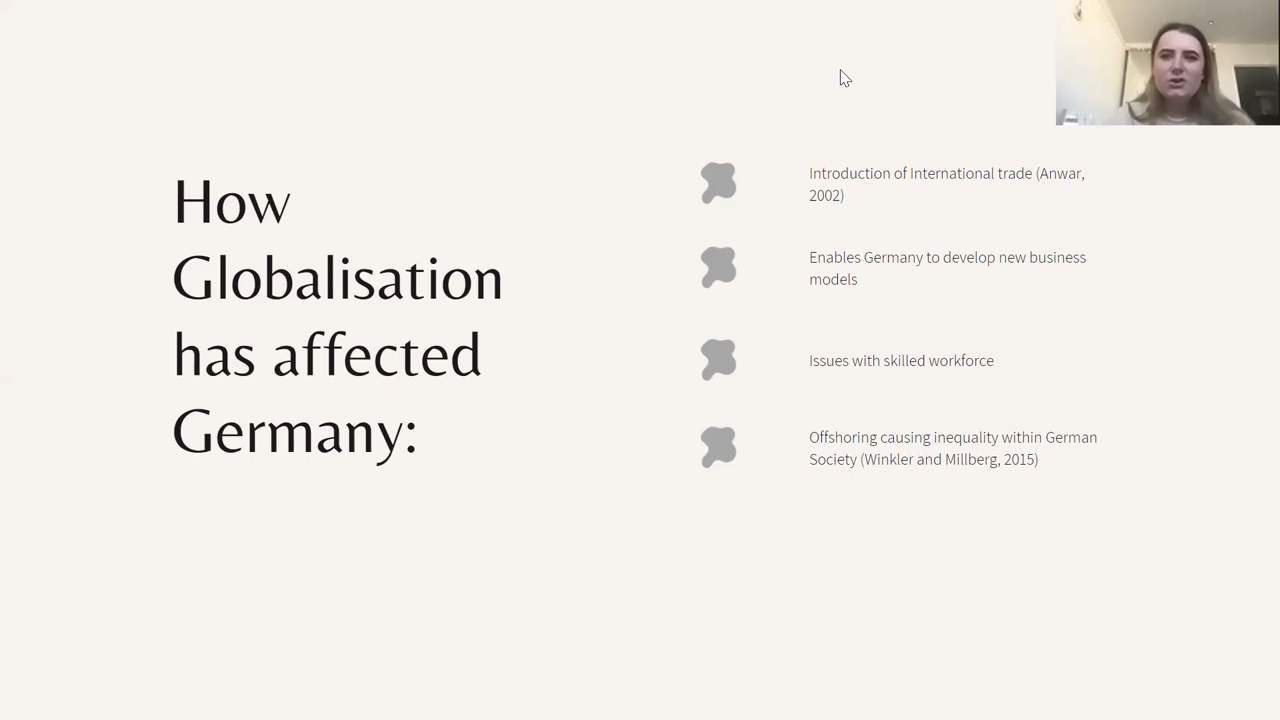 How
Globalisation
has affected
Germany:
Introduction of International trade (Anwar,
2002)
Enables Germany to develop new business
models
Issues with skilled workforce
Offshoring causing inequality within German
Society (Winkler and Millberg, 2015)